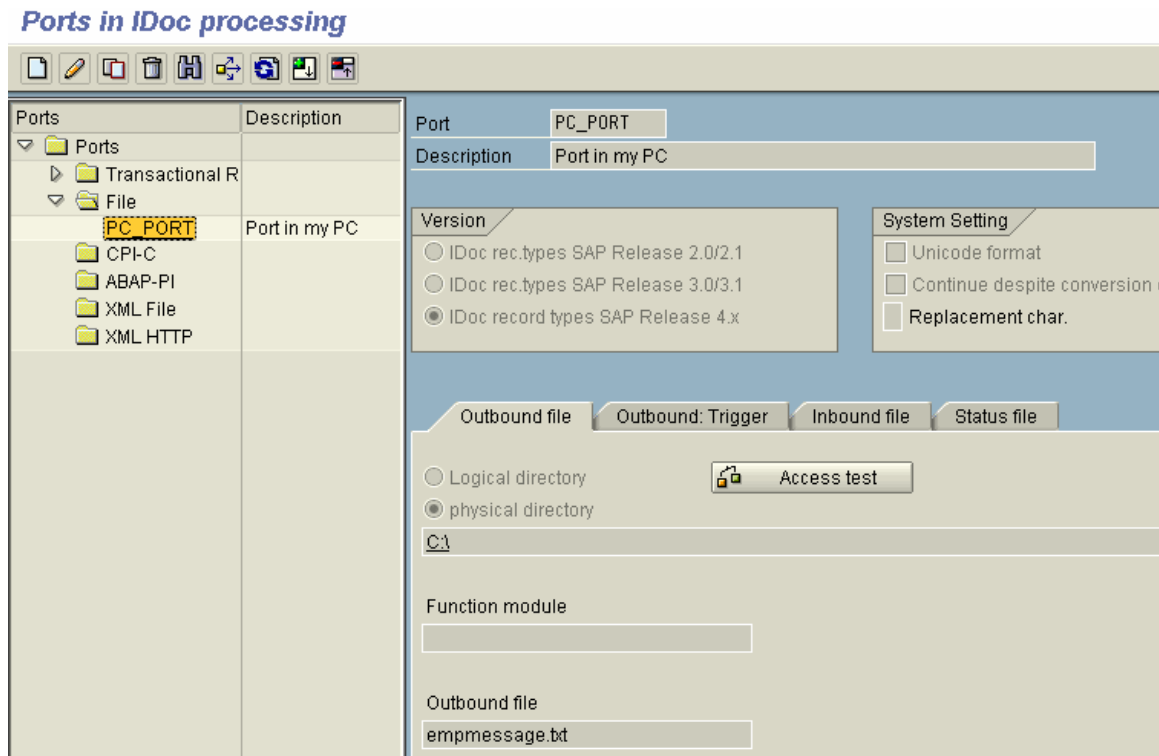 Ports in IDoc processing
Ports Description
Ports
Transactional R
File
PC_PORT Port in my PC
CPI-C
ABAP-PI
XML File
XML HTTP
Port PC_PORT
Description Port in my PC
Version
IDoc rec.types SAP Release 2.0/2.1
IDoc rec.types SAP Release 3.0/3.1
IDoc record types SAP Release 4.x
System Setting
Unicode format
Continue despite conversion
Replacement char.
Outbound file Outbound: Trigger Inbound file Status file
Logical directory Access test
physical directory
C:\
Function module
Outbound file
empmessage.txt